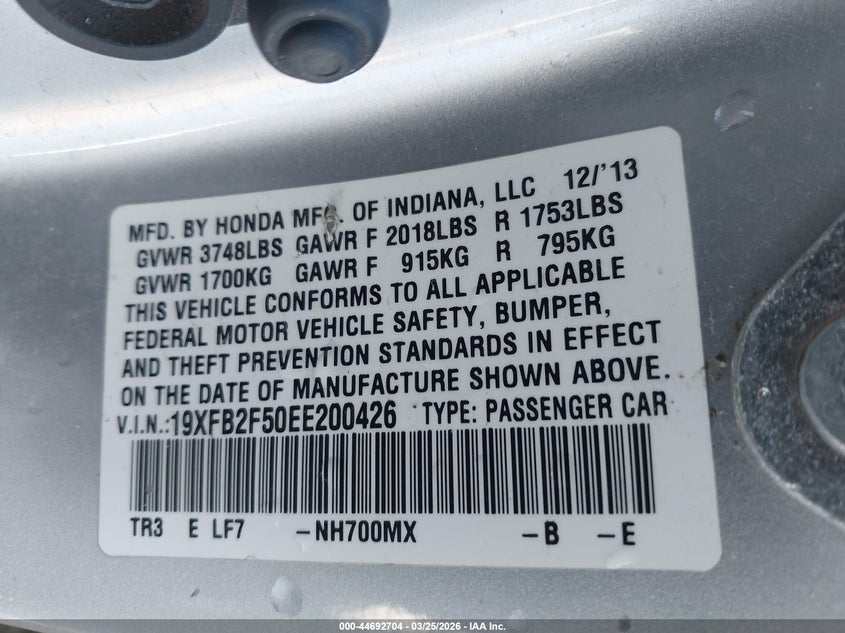 MFD. BY HONDA MFG. OF INDIANA, LLC 12/'13
GVWR 3748LBS GAWR F 2018LBS R 1753LBS
GVWR 1700KG GAWR F 915KG R 795KG
THIS VEHICLE CONFORMS TO ALL APPLICABLE
FEDERAL MOTOR VEHICLE SAFETY, BUMPER,
AND THEFT PREVENTION STANDARDS IN EFFECT
ON THE DATE OF MANUFACTURE SHOWN ABOVE.
V.I.N.:19XFB2F50EE200426 TYPE: PASSENGER CAR
TR3 E LF7 -NH700MX -B -E
000-44692704 - 03/25/2026 - IAA Inc.